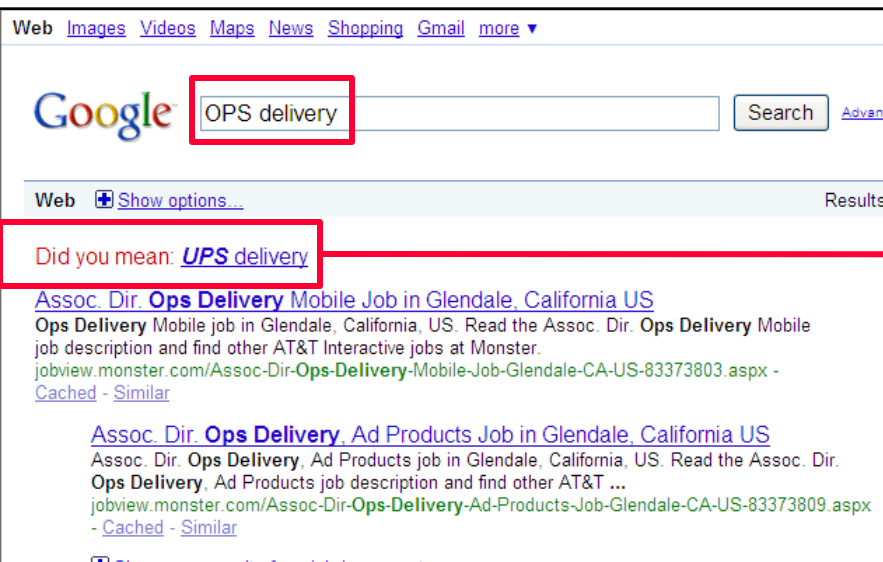 Web Images Videos Maps News Shopping Gmail more ▼
Google OPS delivery Search Advan
Web Show options... Results
Did you mean: UPS delivery
Assoc. Dir. Ops Delivery Mobile Job in Glendale, California US
Ops Delivery Mobile job in Glendale, California, US. Read the Assoc. Dir. Ops Delivery Mobile
job description and find other AT&T Interactive jobs at Monster.
jobview.monster.com/Assoc-Dir-Ops-Delivery-Mobile-Job-Glendale-CA-US-83373803.aspx -
Cached - Similar
Assoc. Dir. Ops Delivery, Ad Products Job in Glendale, California US
Assoc. Dir. Ops Delivery, Ad Products job in Glendale, California, US. Read the Assoc. Dir.
Ops Delivery, Ad Products job description and find other AT&T ...
jobview.monster.com/Assoc-Dir-Ops-Delivery-Ad-Products-Job-Glendale-CA-US-83373809.aspx
- Cached - Similar